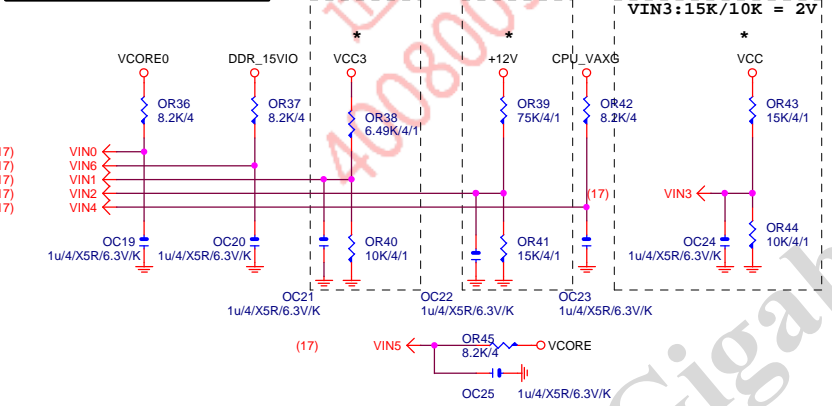 VIN3:15K/10K = 2V
*
*
*
VCORE0
DDR_15VIO
VCC3
+12V
CPU_VAXG
VCC
OR36
8.2K/4
OR37
8.2K/4
OR38
6.49K/4/1
OR39
75K/4/1
OR42
8.2K/4
OR43
15K/4/1
VIN0
VIN6
VIN1
VIN2
(17)
VIN4
VIN3
OC19
1u/4/X5R/6.3V/K
OC20
1u/4/X5R/6.3V/K
OR40
10K/4/1
OR41
15K/4/1
OC24
1u/4/X5R/6.3V/K
OR44
10K/4/1
OC21
1u/4/X5R/6.3V/K
OC22
1u/4/X5R/6.3V/K
OC23
1u/4/X5R/6.3V/K
(17)
VIN5
OR45
8.2K/4
VCORE
OC25
1u/4/X5R/6.3V/K
400800
Gigab